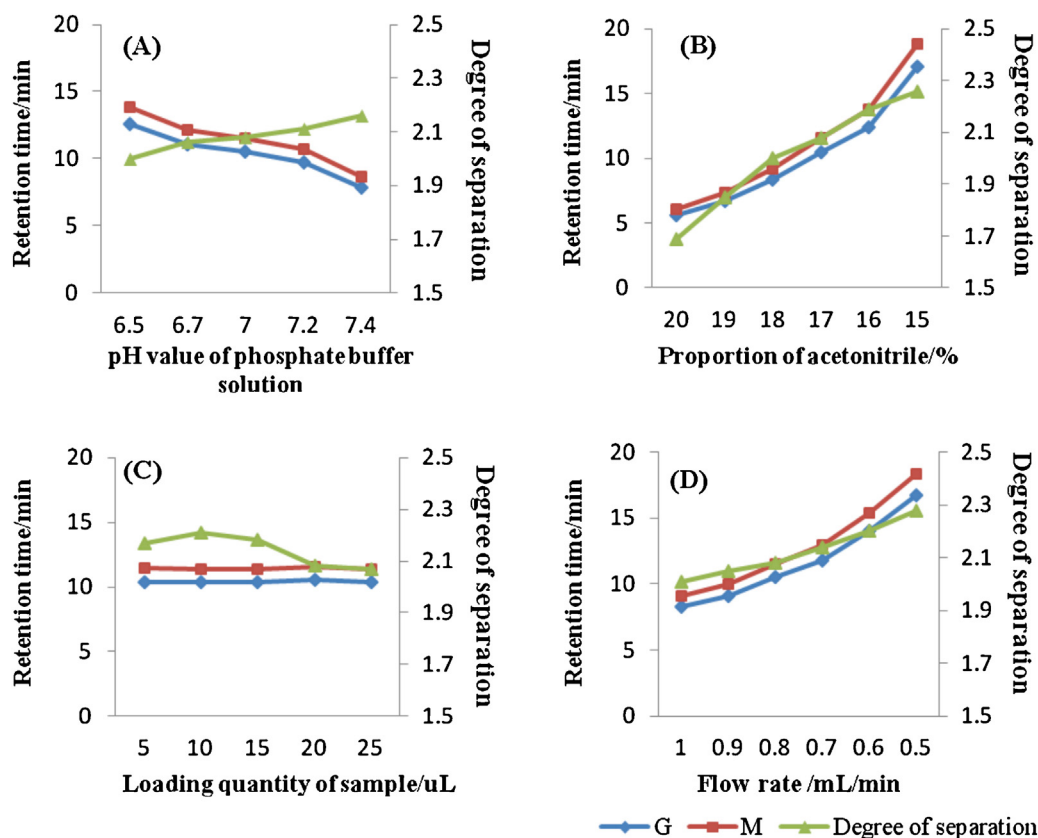 (A)
Retention time/min
20
15
10
5
0
2.5
2.3
2.1
1.9
1.7
1.5
Degree of separation
6.5 6.7 7 7.2 7.4
pH value of phosphate buffer
solution
(B)
Retention time/min
20
15
10
5
0
2.5
2.3
2.1
1.9
1.7
1.5
Degree of separation
20 19 18 17 16 15
Proportion of acetonitrile/%
(C)
Retention time/min
20
15
10
5
0
2.5
2.3
2.1
1.9
1.7
1.5
Degree of separation
5 10 15 20 25
Loading quantity of sample/uL
(D)
Retention time/min
20
15
10
5
0
2.5
2.3
2.1
1.9
1.7
1.5
Degree of separation
1 0.9 0.8 0.7 0.6 0.5
Flow rate /mL/min
G M Degree of separation